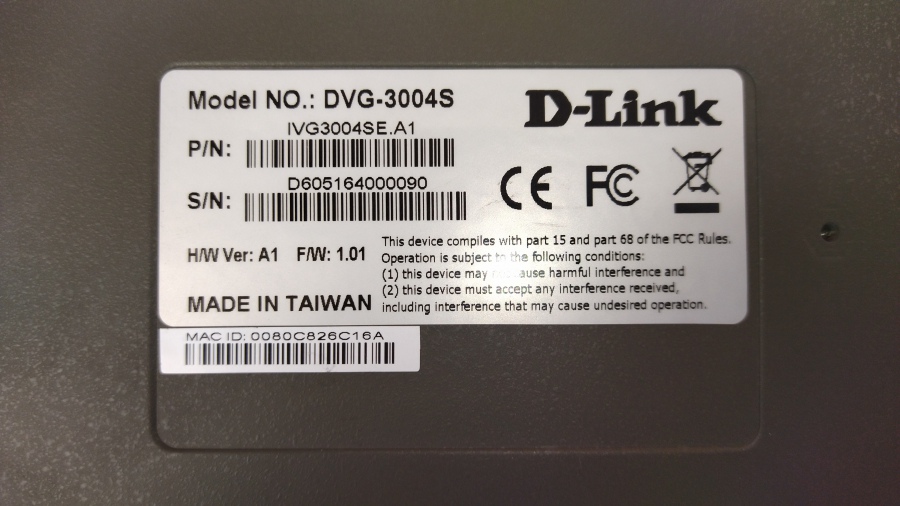 Model NO.: DVG-3004S
D-Link
IVG3004SE.A1
P/N:
D605164000090
S/N:
CE FC
H/W Ver: A1 F/W: 1.01
This device compiles with part 15 and part 68 of the FCC Rules.
Operation is subject to the following conditions:
(1) this device may cause harmful interference and
(2) this device must accept any interference received,
including interference that may cause undesired operation.
MADE IN TAIWAN
MAC ID: 0080C826C16A